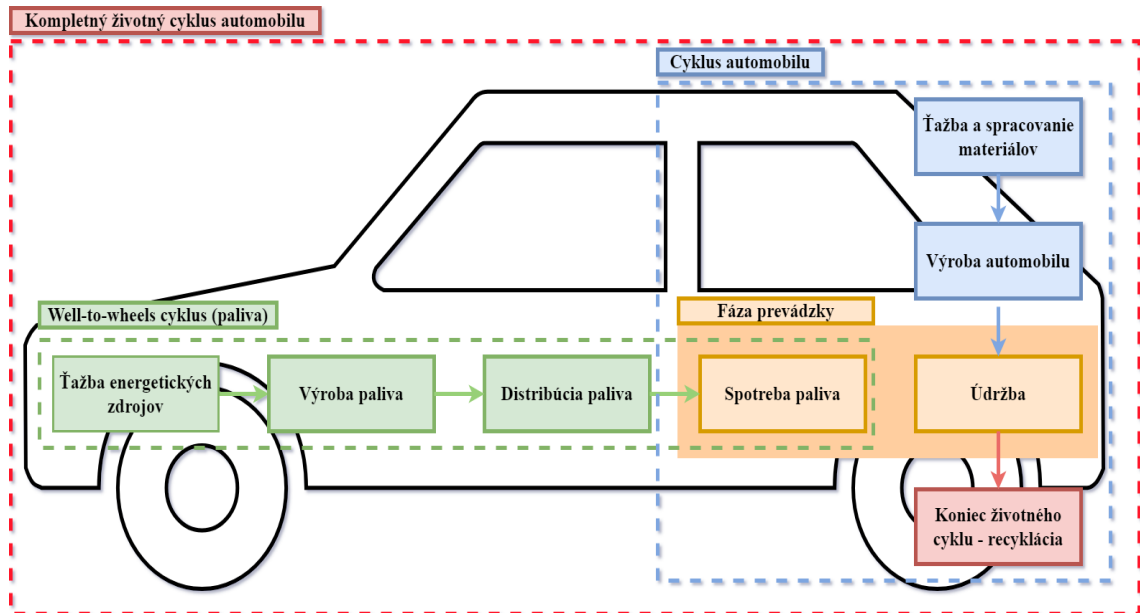 Kompletný životný cyklus automobilu
Cyklus automobilu
Ťažba a spracovanie
materiálov
Výroba automobilu
Well-to-wheels cyklus (paliva)
Fáza prevádzky
Ťažba energetických
zdrojov
Výroba paliva
Distribúcia paliva
Spotreba paliva
Údržba
Koniec životného
cyklu - recyklácia